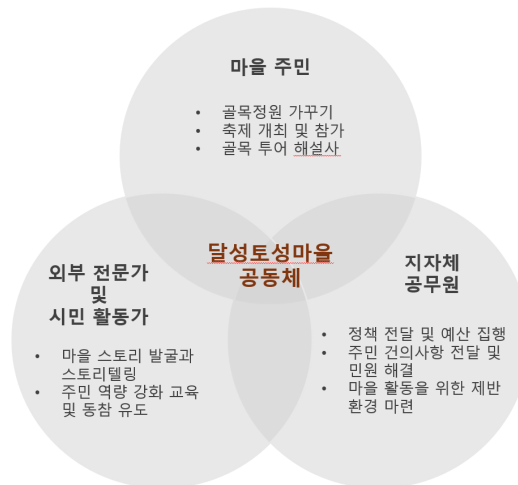 마을 주민
• 골목정원 가꾸기
• 축제 개최 및 참가
• 골목 투어 해설사
달성토성마을
공동체
외부 전문가
및
시민 활동가
• 마을 스토리 발굴과
스토리텔링
• 주민 역량 강화 교육
및 동참 유도
지자체
공무원
• 정책 전달 및 예산 집행
• 주민 건의사항 전달 및
민원 해결
• 마을 활동을 위한 제반
환경 마련